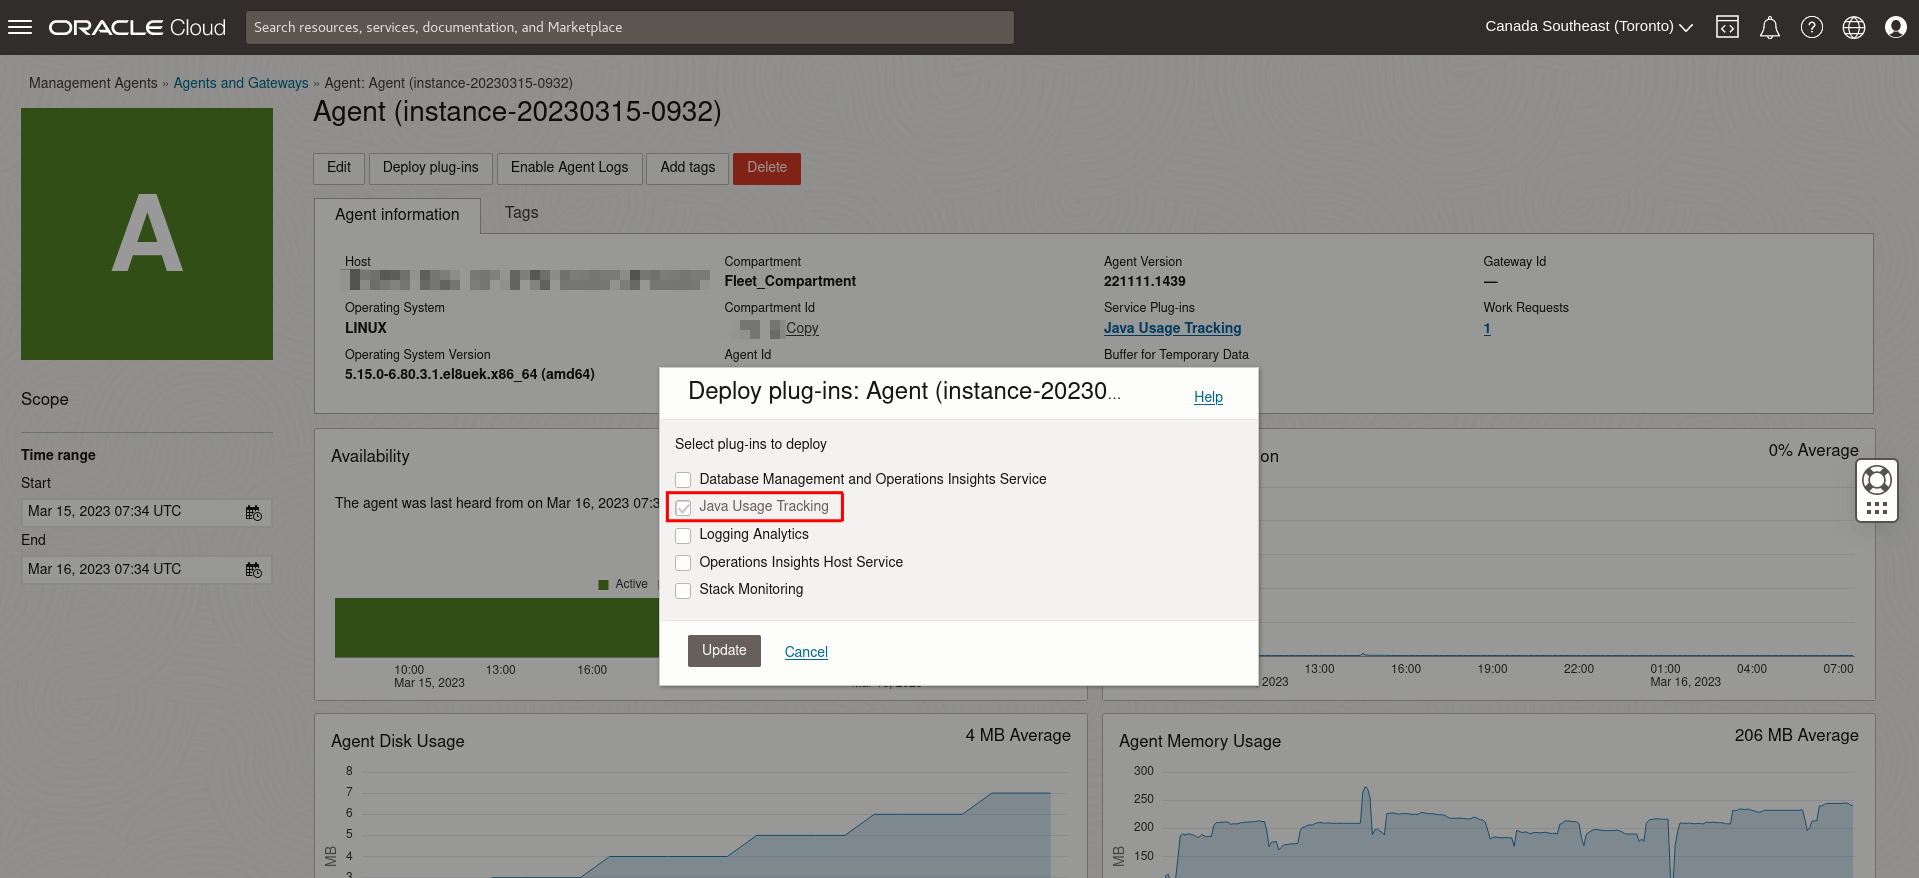 ORACLE Cloud
Search resources, services, documentation, and Marketplace
Canada Southeast (Toronto)
Management Agents » Agents and Gateways » Agent: Agent (instance-20230315-0932)
A
Agent (instance-20230315-0932)
Edit
Deploy plug-ins
Enable Agent Logs
Add tags
Delete
Agent information
Tags
Host
Compartment
Fleet_Compartment
Agent Version
221111.1439
Gateway Id
—
Operating System
LINUX
Compartment Id
Copy
Service Plug-ins
Java Usage Tracking
Work Requests
1
Operating System Version
5.15.0-6.80.3.1.el8uek.x86_64 (amd64)
Agent Id
Buffer for Temporary Data
Scope
Time range
Start
Mar 15, 2023 07:34 UTC
End
Mar 16, 2023 07:34 UTC
Deploy plug-ins: Agent (instance-20230...
Help
Select plug-ins to deploy
Database Management and Operations Insights Service
Java Usage Tracking
Logging Analytics
Operations Insights Host Service
Stack Monitoring
Update
Cancel
Availability
The agent was last heard from on Mar 16, 2023 07:3
Active
10:00
Mar 15, 2023
13:00
16:00
on
0% Average
2023
13:00
16:00
19:00
22:00
01:00
Mar 16, 2023
04:00
07:00
Agent Disk Usage
4 MB Average
8
7
6
5
4
3
MB
Agent Memory Usage
206 MB Average
300
250
200
150
MB